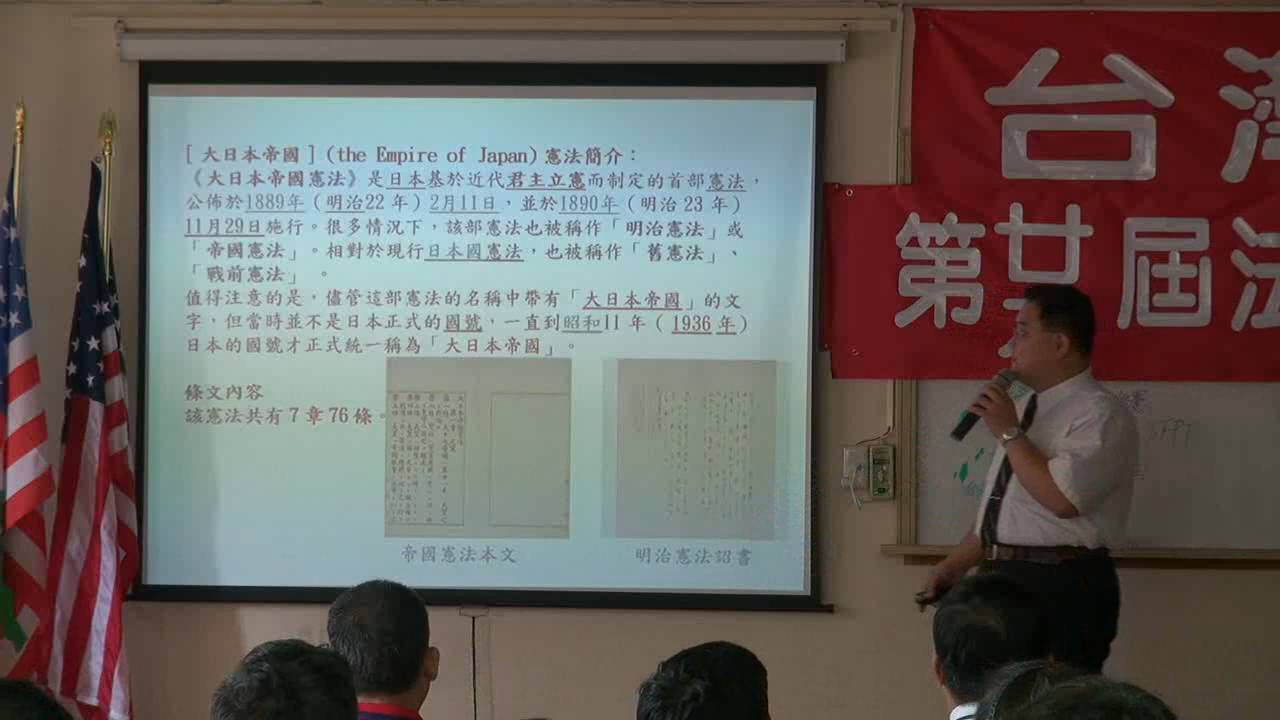 [ 大日本帝國 ] (the Empire of Japan) 憲法簡介：
《大日本帝國憲法》是日本基於近代君主立憲而制定的首部憲法，
公佈於1889年（明治22 年）2月11日，並於1890年（明治 23 年）
11月29日施行。很多情況下，該部憲法也被稱作「明治憲法」或
「帝國憲法」。相對於現行日本國憲法，也被稱作「舊憲法」、
「戰前憲法」。
值得注意的是，儘管這部憲法的名稱中帶有「大日本帝國」的文
字，但當時並不是日本正式的國號，一直到昭和11 年（1936 年）
日本的國號才正式統一稱為「大日本帝國」。
條文內容
該憲法共有 7 章 76 條。
帝國憲法本文
明治憲法詔書
台灣
第廿屆法